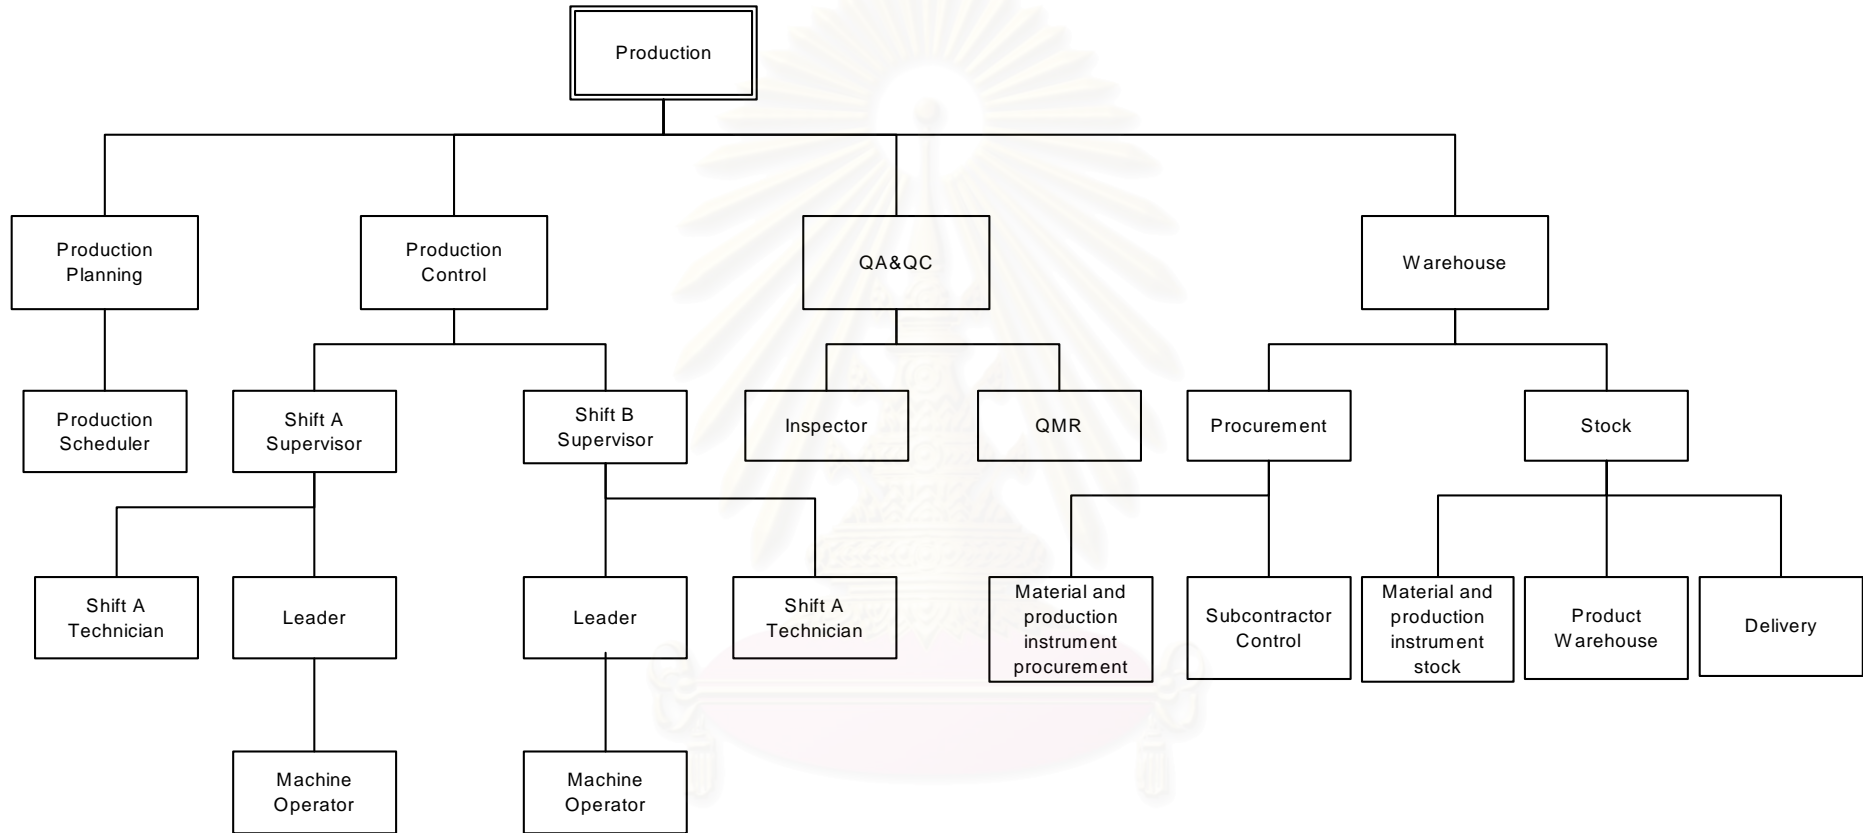 Production
Production
Planning
Production
Control
QA&QC
Warehouse
Production
Scheduler
Shift A
Supervisor
Shift B
Supervisor
Inspector
QMR
Procurement
Stock
Shift A
Technician
Leader
Leader
Shift A
Technician
Material and
production
instrument
procurement
Subcontractor
Control
Material and
production
instrument
stock
Product
Warehouse
Delivery
Machine
Operator
Machine
Operator